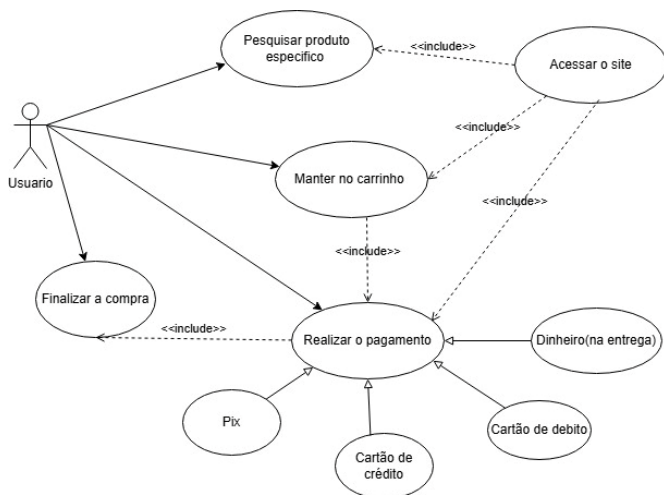 Pesquisar produto
especifico
<<include>>
Acessar o site
<<include>>
Usuario
Manter no carrinho
<<include>>
<<include>>
Finalizar a compra
<<include>>
Realizar o pagamento
Dinheiro(na entrega)
Pix
Cartão de debito
Cartão de
crédito